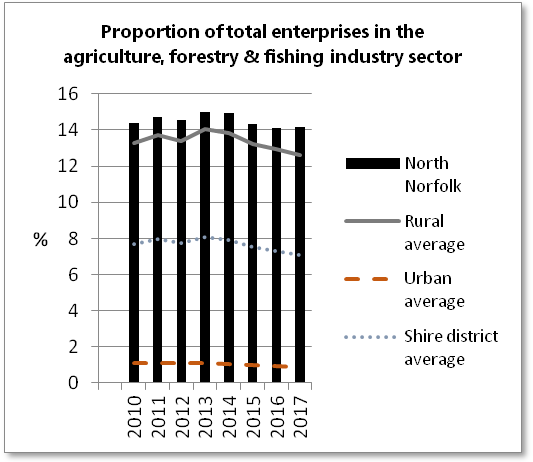 Proportion of total enterprises in the
agriculture, forestry & fishing industry sector
16
14
12
10
8
6
4
2
0
%
2010
2011
2012
2013
2014
2015
2016
2017
North
Norfolk
Rural
average
Urban
average
Shire district
average